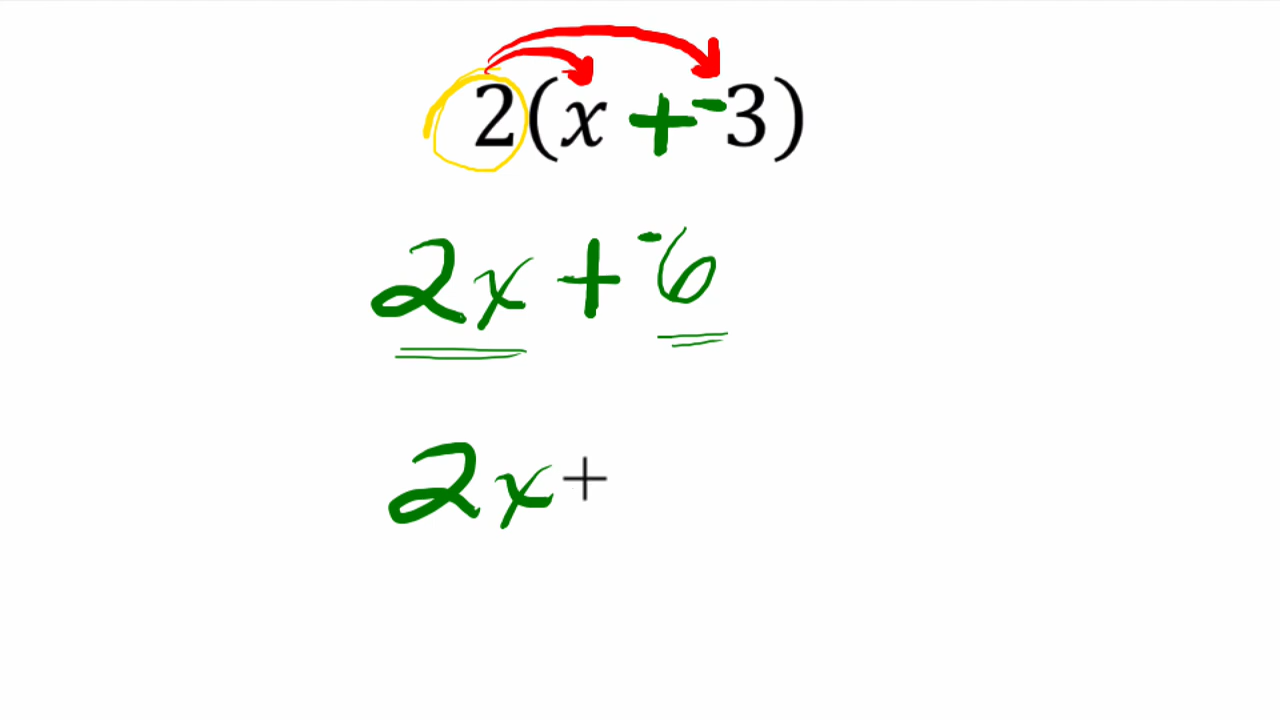 2(x + -3)
2x + -6
2x +